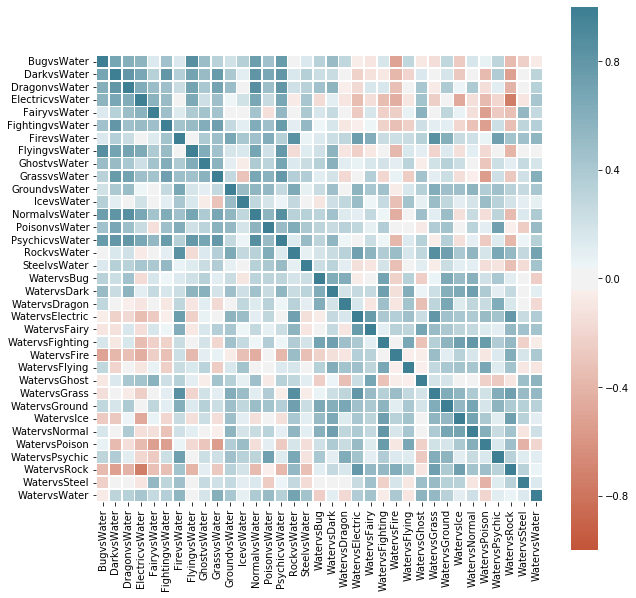 BugvsWater
DarkvsWater
DragonvsWater
ElectricvsWater
FairyvsWater
FightingvsWater
FirevsWater
FlyingvsWater
GhostvsWater
GrassvsWater
GroundvsWater
IcevsWater
NormalvsWater
PoisonvsWater
PsychicvsWater
RockvsWater
SteelvsWater
WatervsBug
WatervsDark
WatervsDragon
WatervsElectric
WatervsFairy
WatervsFighting
WatervsFire
WatervsFlying
WatervsGhost
WatervsGrass
WatervsGround
WatervsIce
WatervsNormal
WatervsPoison
WatervsPsychic
WatervsRock
WatervsSteel
WatervsWater
BugvsWater
DarkvsWater
DragonvsWater
ElectricvsWater
FairyvsWater
FightingvsWater
FirevsWater
FlyingvsWater
GhostvsWater
GrassvsWater
GroundvsWater
IcevsWater
NormalvsWater
PoisonvsWater
PsychicvsWater
RockvsWater
SteelvsWater
WatervsBug
WatervsDark
WatervsDragon
WatervsElectric
WatervsFairy
WatervsFighting
WatervsFire
WatervsFlying
WatervsGhost
WatervsGrass
WatervsGround
WatervsIce
WatervsNormal
WatervsPoison
WatervsPsychic
WatervsRock
WatervsSteel
WatervsWater
0.8
0.4
0.0
−0.4
−0.8